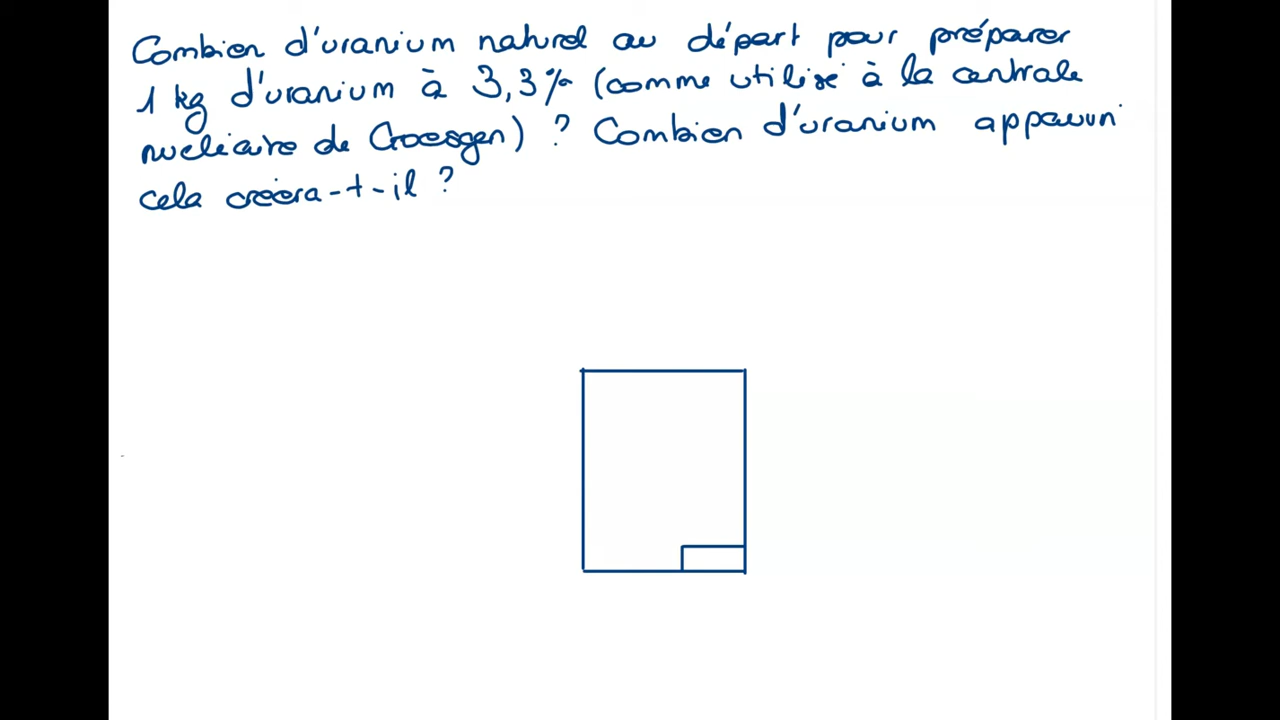 Combien d'uranium naturel au départ pour préparer
1 kg d'uranium à 3,3% (comme utilisé à la centrale
nucléaire de Goesgen) ? Combien d'uranium appauvri
cela créera-t-il ?